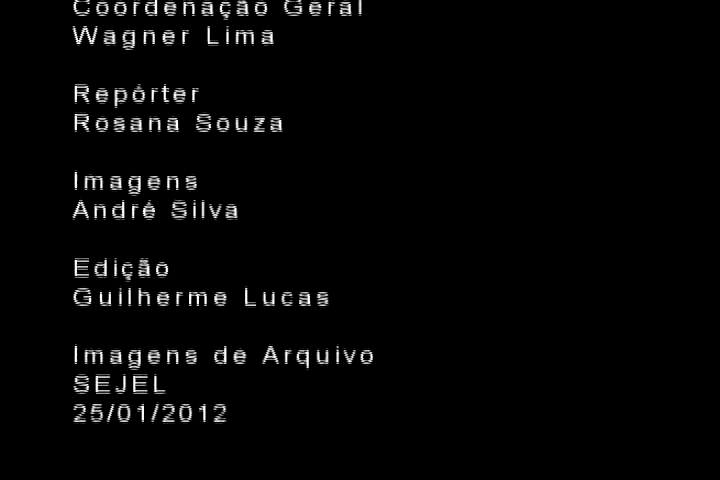 Coordenação Geral
Wagner Lima
Repórter
Rosana Souza
Imagens
André Silva
Edição
Guilherme Lucas
Imagens de Arquivo
SEJEL
25/01/2012